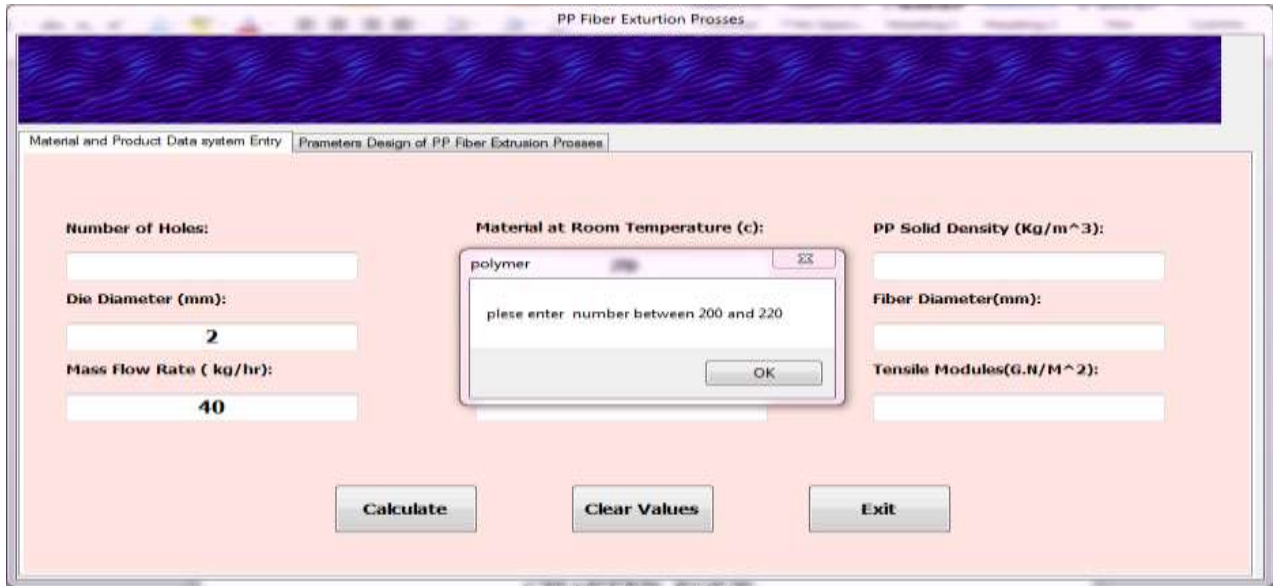 PP Fiber Exturtion Prosses
Material and Product Data system Entry
Prameters Design of PP Fiber Extrusion Prosses
Number of Holes:
Material at Room Temperature (c):
PP Solid Density (Kg/m^3):
polymer
plese enter number between 200 and 220
OK
Die Diameter (mm):
2
Fiber Diameter(mm):
Mass Flow Rate ( kg/hr):
40
Tensile Modules(G.N/M^2):
Calculate
Clear Values
Exit